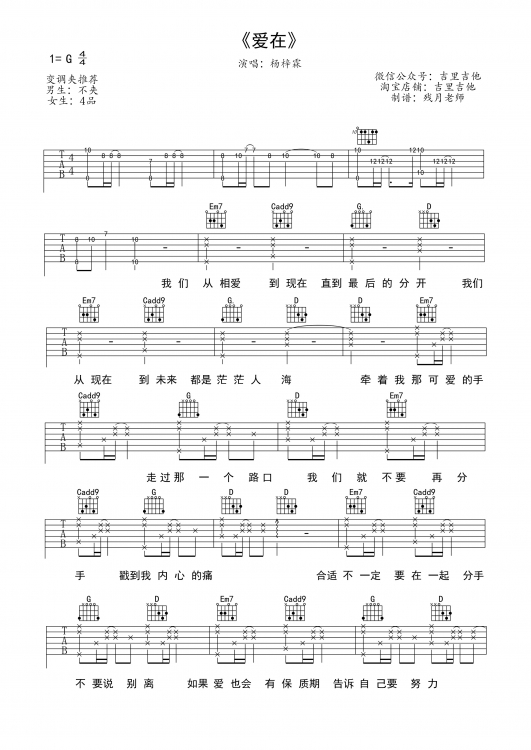 《爱在》
演唱：杨梓霖
1= G 4/4
变调夹推荐
男生：不夹
女生：4品
微信公众号：吉里吉他
淘宝店铺：吉里吉他
制谱：残月老师
Em7 Cadd9 G D
我们 从相爱 到现在 直到最后的分开 我们
Em7 Cadd9 G D D Em7
从现在 到未来 都是茫茫人 海 牵着我那可爱的手
Cadd9 G D Em7
走过那 一个 路口 我们 就不要 再分
Cadd9 G D D Em7 Cadd9
手 戳到我内心的痛 合适不一定 要在一起 分手
G D Em7 Cadd9 G D
不要说 别离 如果爱也会 有保质期 告诉自己要 努力